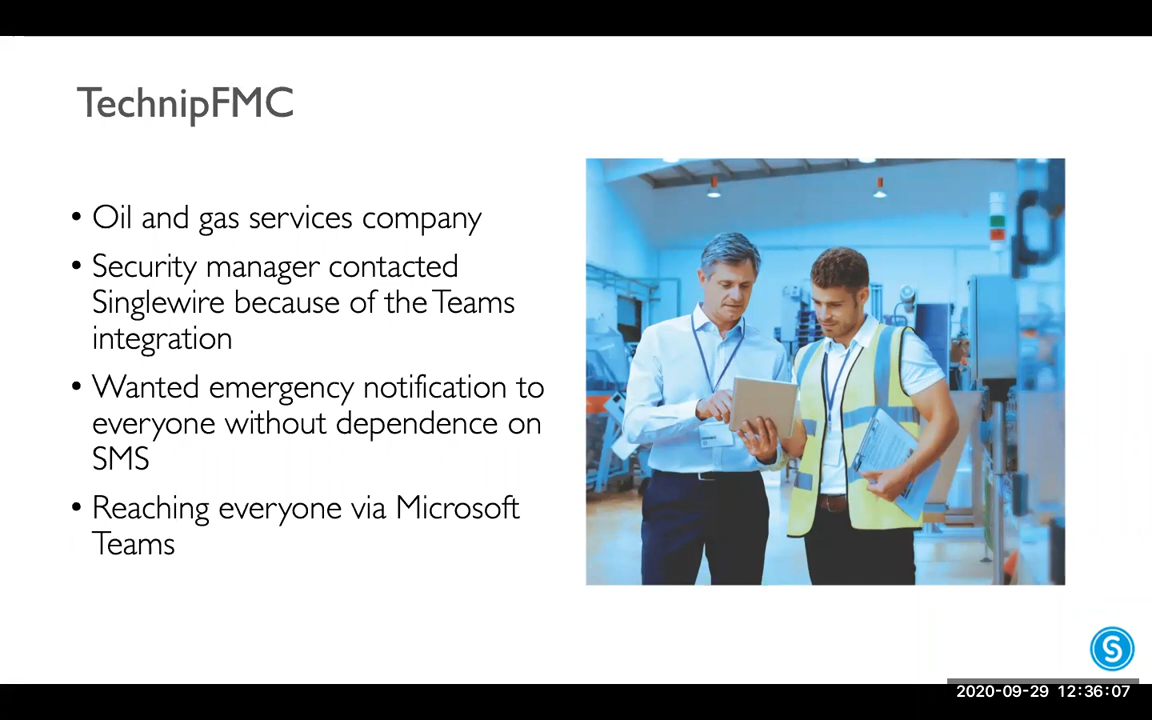 TechnipFMC
• Oil and gas services company
• Security manager contacted
Singlewire because of the Teams
integration
• Wanted emergency notification to
everyone without dependence on
SMS
• Reaching everyone via Microsoft
Teams
S
2020-09-29 12:36:07